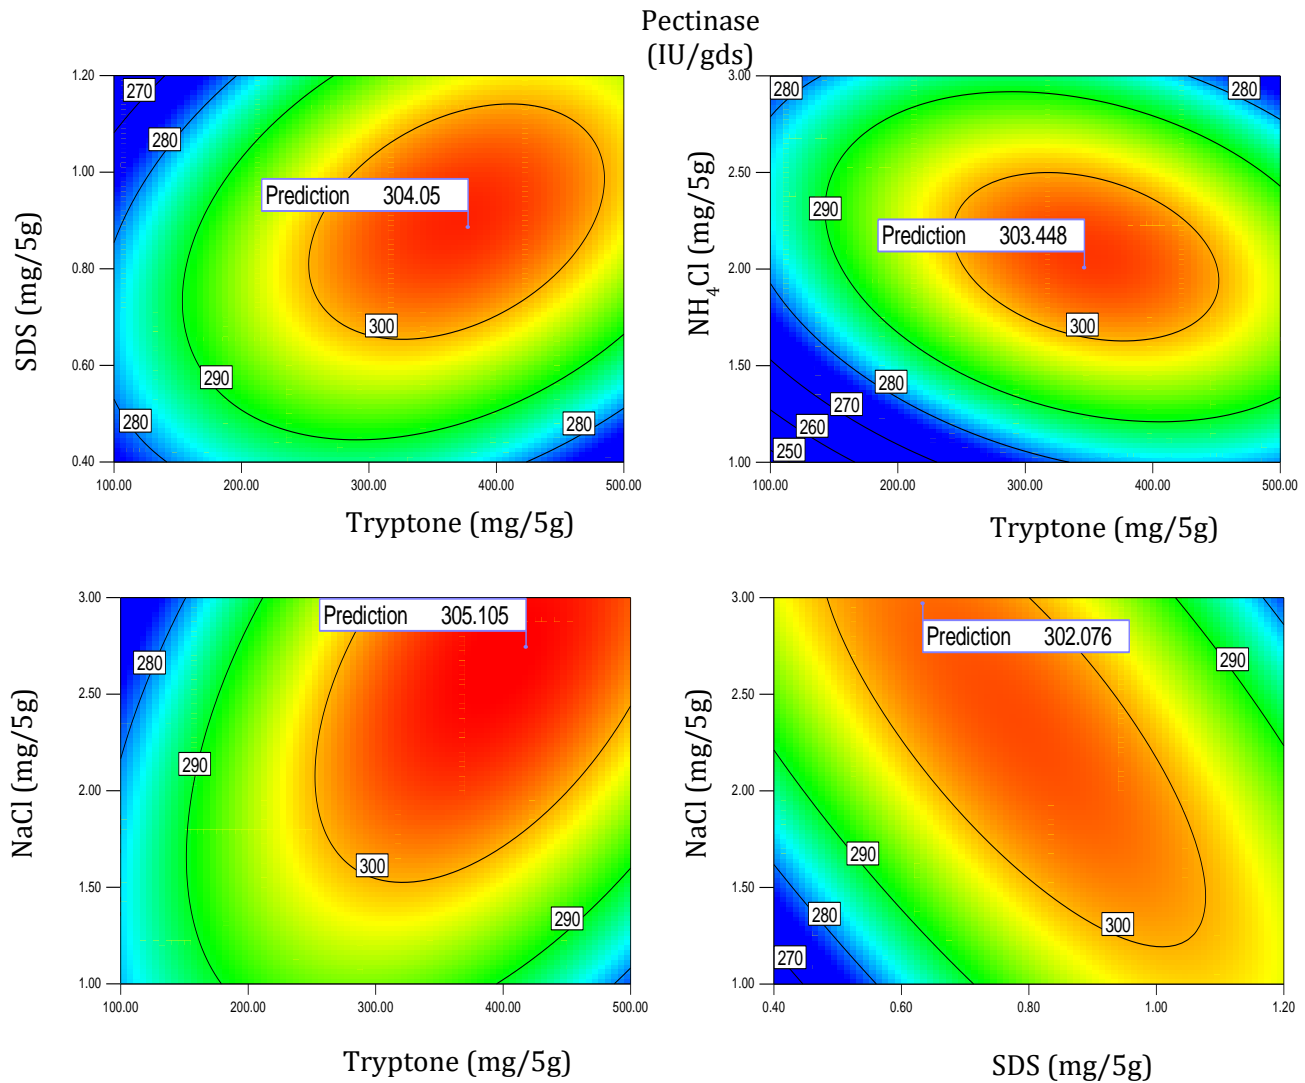 Pectinase
(IU/gds)
1.20
1.00
0.80
0.60
0.40
SDS (mg/5g)
270
280
Prediction 304.05
300
290
280
280
100.00 200.00 300.00 400.00 500.00
Tryptone (mg/5g)
3.00
2.50
2.00
1.50
1.00
NH₄Cl (mg/5g)
280
280
290
Prediction 303.448
300
280
270
260
250
100.00 200.00 300.00 400.00 500.00
Tryptone (mg/5g)
3.00
2.50
2.00
1.50
1.00
NaCl (mg/5g)
Prediction 305.105
280
290
300
290
100.00 200.00 300.00 400.00 500.00
Tryptone (mg/5g)
3.00
2.50
2.00
1.50
1.00
NaCl (mg/5g)
Prediction 302.076
290
290
280
300
270
0.40 0.60 0.80 1.00 1.20
SDS (mg/5g)